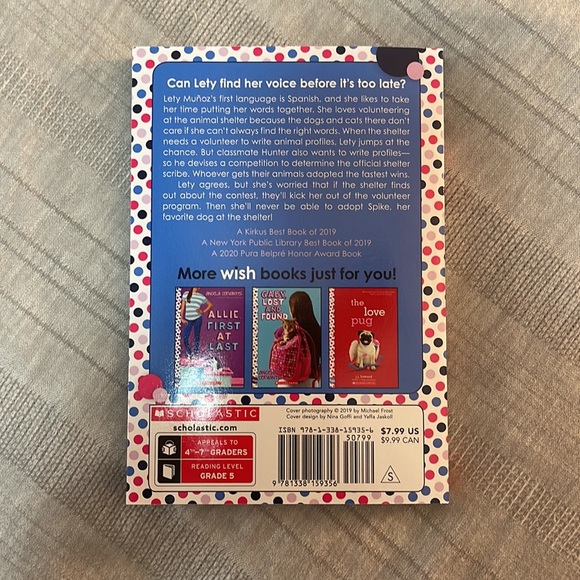 Can Lety find her voice before it's too late?
Lety Muñoz's first language is Spanish, and she likes to take
her time putting her words together. She loves volunteering
at the animal shelter because the dogs and cats there don't
care if she can't always find the right words. When the shelter
needs a volunteer to write animal profiles, Lety jumps at the
chance. But classmate Hunter also wants to write profiles—
so he devises a competition to determine the official shelter
scribe. Whoever gets their animals adopted the fastest wins.
Lety agrees, but she's worried that if the shelter finds
out about the contest, they'll kick her out of the volunteer
program. Then she'll never be able to adopt Spike, her
favorite dog at the shelter!
A Kirkus Best Book of 2019
A New York Public Library Best Book of 2019
A 2020 Pura Belpré Honor Award Book
More wish books just for you!
ALLIE
FIRST AT
LAST
GABY
LOST AND
FOUND
the
love
pug
SCHOLASTIC
scholastic.com
Cover photography © 2019 by Michael Frost
Cover design by Nina Goffi and Yaffa Jaskoll
APPEALS TO
4TH–7TH GRADERS
READING LEVEL
GRADE 5
ISBN 978-1-338-15935-6
50799
9 781338 159356
$7.99 US
$9.99 CAN
S